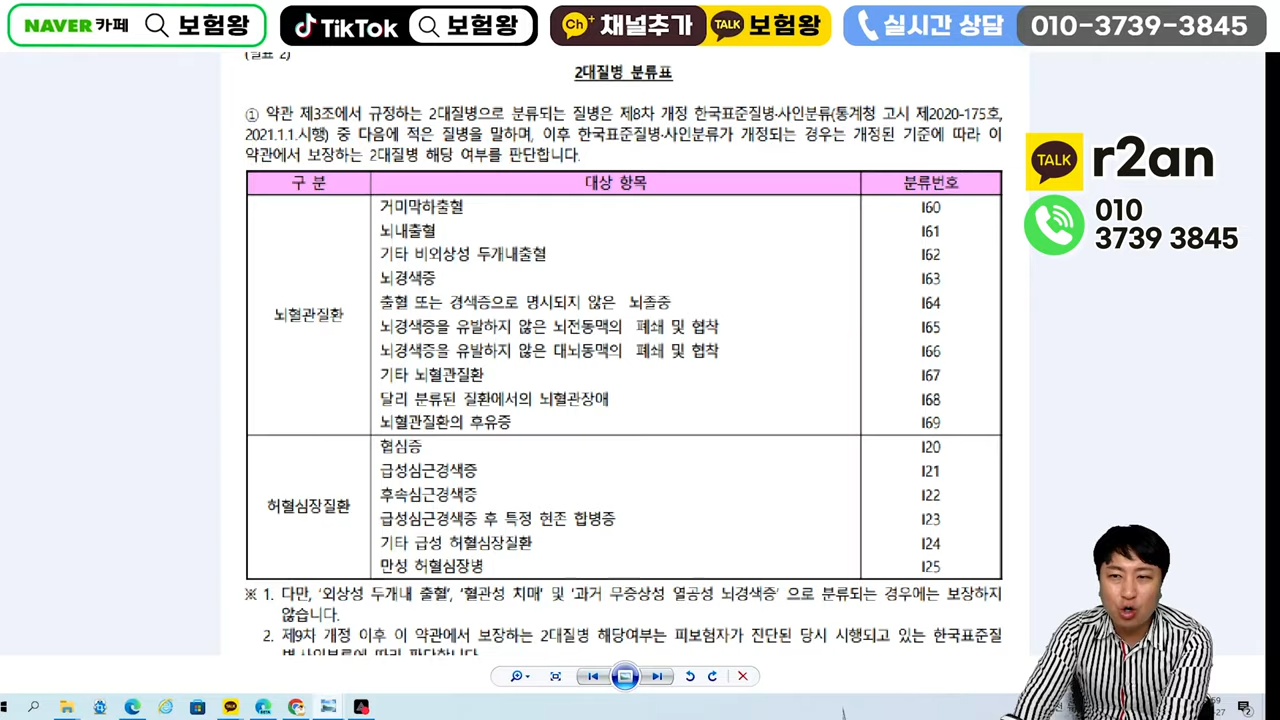 NAVER 카페 보험왕
TikTok 보험왕
Ch+ 채널추가 TALK 보험왕
실시간 상담 010-3739-3845
2대질병 분류표
① 약관 제3조에서 규정하는 2대질병으로 분류되는 질병은 제8차 개정 한국표준질병·사인분류(통계청 고시 제2020-175호,
2021.1.1.시행) 중 다음에 적은 질병을 말하며, 이후 한국표준질병·사인분류가 개정되는 경우는 개정된 기준에 따라 이
약관에서 보장하는 2대질병 해당 여부를 판단합니다.
TALK r2an
010
3739 3845
구 분 대상 항목 분류번호
뇌혈관질환
거미막하출혈 I60
뇌내출혈 I61
기타 비외상성 두개내출혈 I62
뇌경색증 I63
출혈 또는 경색증으로 명시되지 않은 뇌졸중 I64
뇌경색증을 유발하지 않은 뇌전동맥의 폐쇄 및 협착 I65
뇌경색증을 유발하지 않은 대뇌동맥의 폐쇄 및 협착 I66
기타 뇌혈관질환 I67
달리 분류된 질환에서의 뇌혈관장애 I68
뇌혈관질환의 후유증 I69
허혈심장질환
협심증 I20
급성심근경색증 I21
후속심근경색증 I22
급성심근경색증 후 특정 현존 합병증 I23
기타 급성 허혈심장질환 I24
만성 허혈심장병 I25
※ 1. 다만, '외상성 두개내 출혈', '혈관성 치매' 및 '과거 무증상성 열공성 뇌경색증' 으로 분류되는 경우에는 보장하지
않습니다.
2. 제9차 개정 이후 이 약관에서 보장하는 2대질병 해당여부는 피보험자가 진단된 당시 시행되고 있는 한국표준질
병·사인분류에 따라 판단합니다.